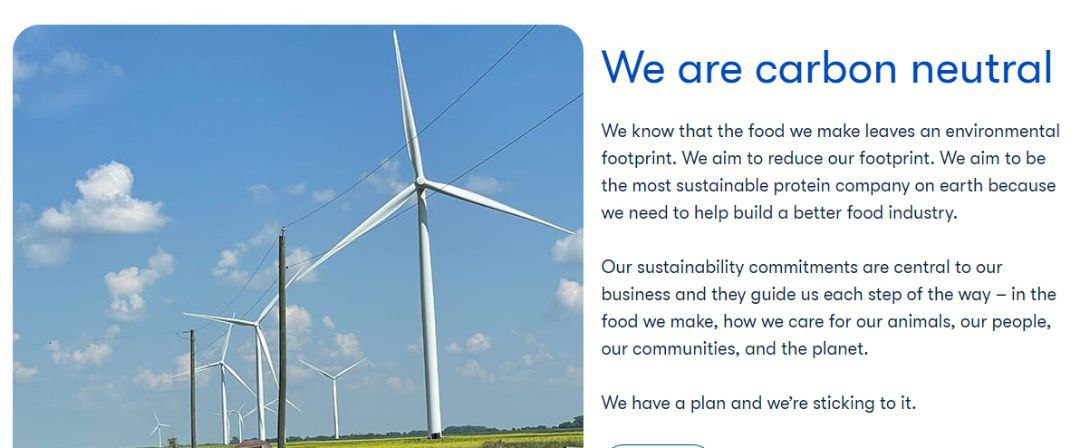 We are carbon neutral
We know that the food we make leaves an environmental
footprint. We aim to reduce our footprint. We aim to be
the most sustainable protein company on earth because
we need to help build a better food industry.
Our sustainability commitments are central to our
business and they guide us each step of the way – in the
food we make, how we care for our animals, our people,
our communities, and the planet.
We have a plan and we’re sticking to it.